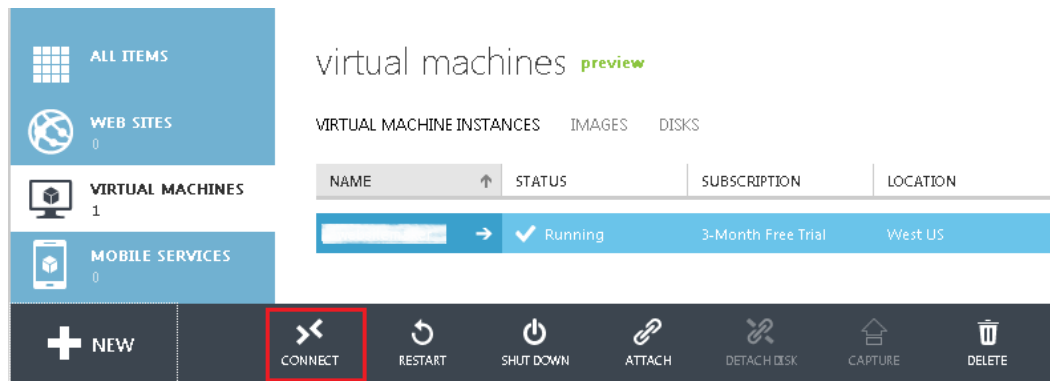 ALL ITEMS
WEB SITES
0
VIRTUAL MACHINES
1
MOBILE SERVICES
0
virtual machines preview
VIRTUAL MACHINE INSTANCES IMAGES DISKS
NAME STATUS SUBSCRIPTION LOCATION
Running 3-Month Free Trial West US
NEW CONNECT RESTART SHUT DOWN ATTACH DETACH DISK CAPTURE DELETE